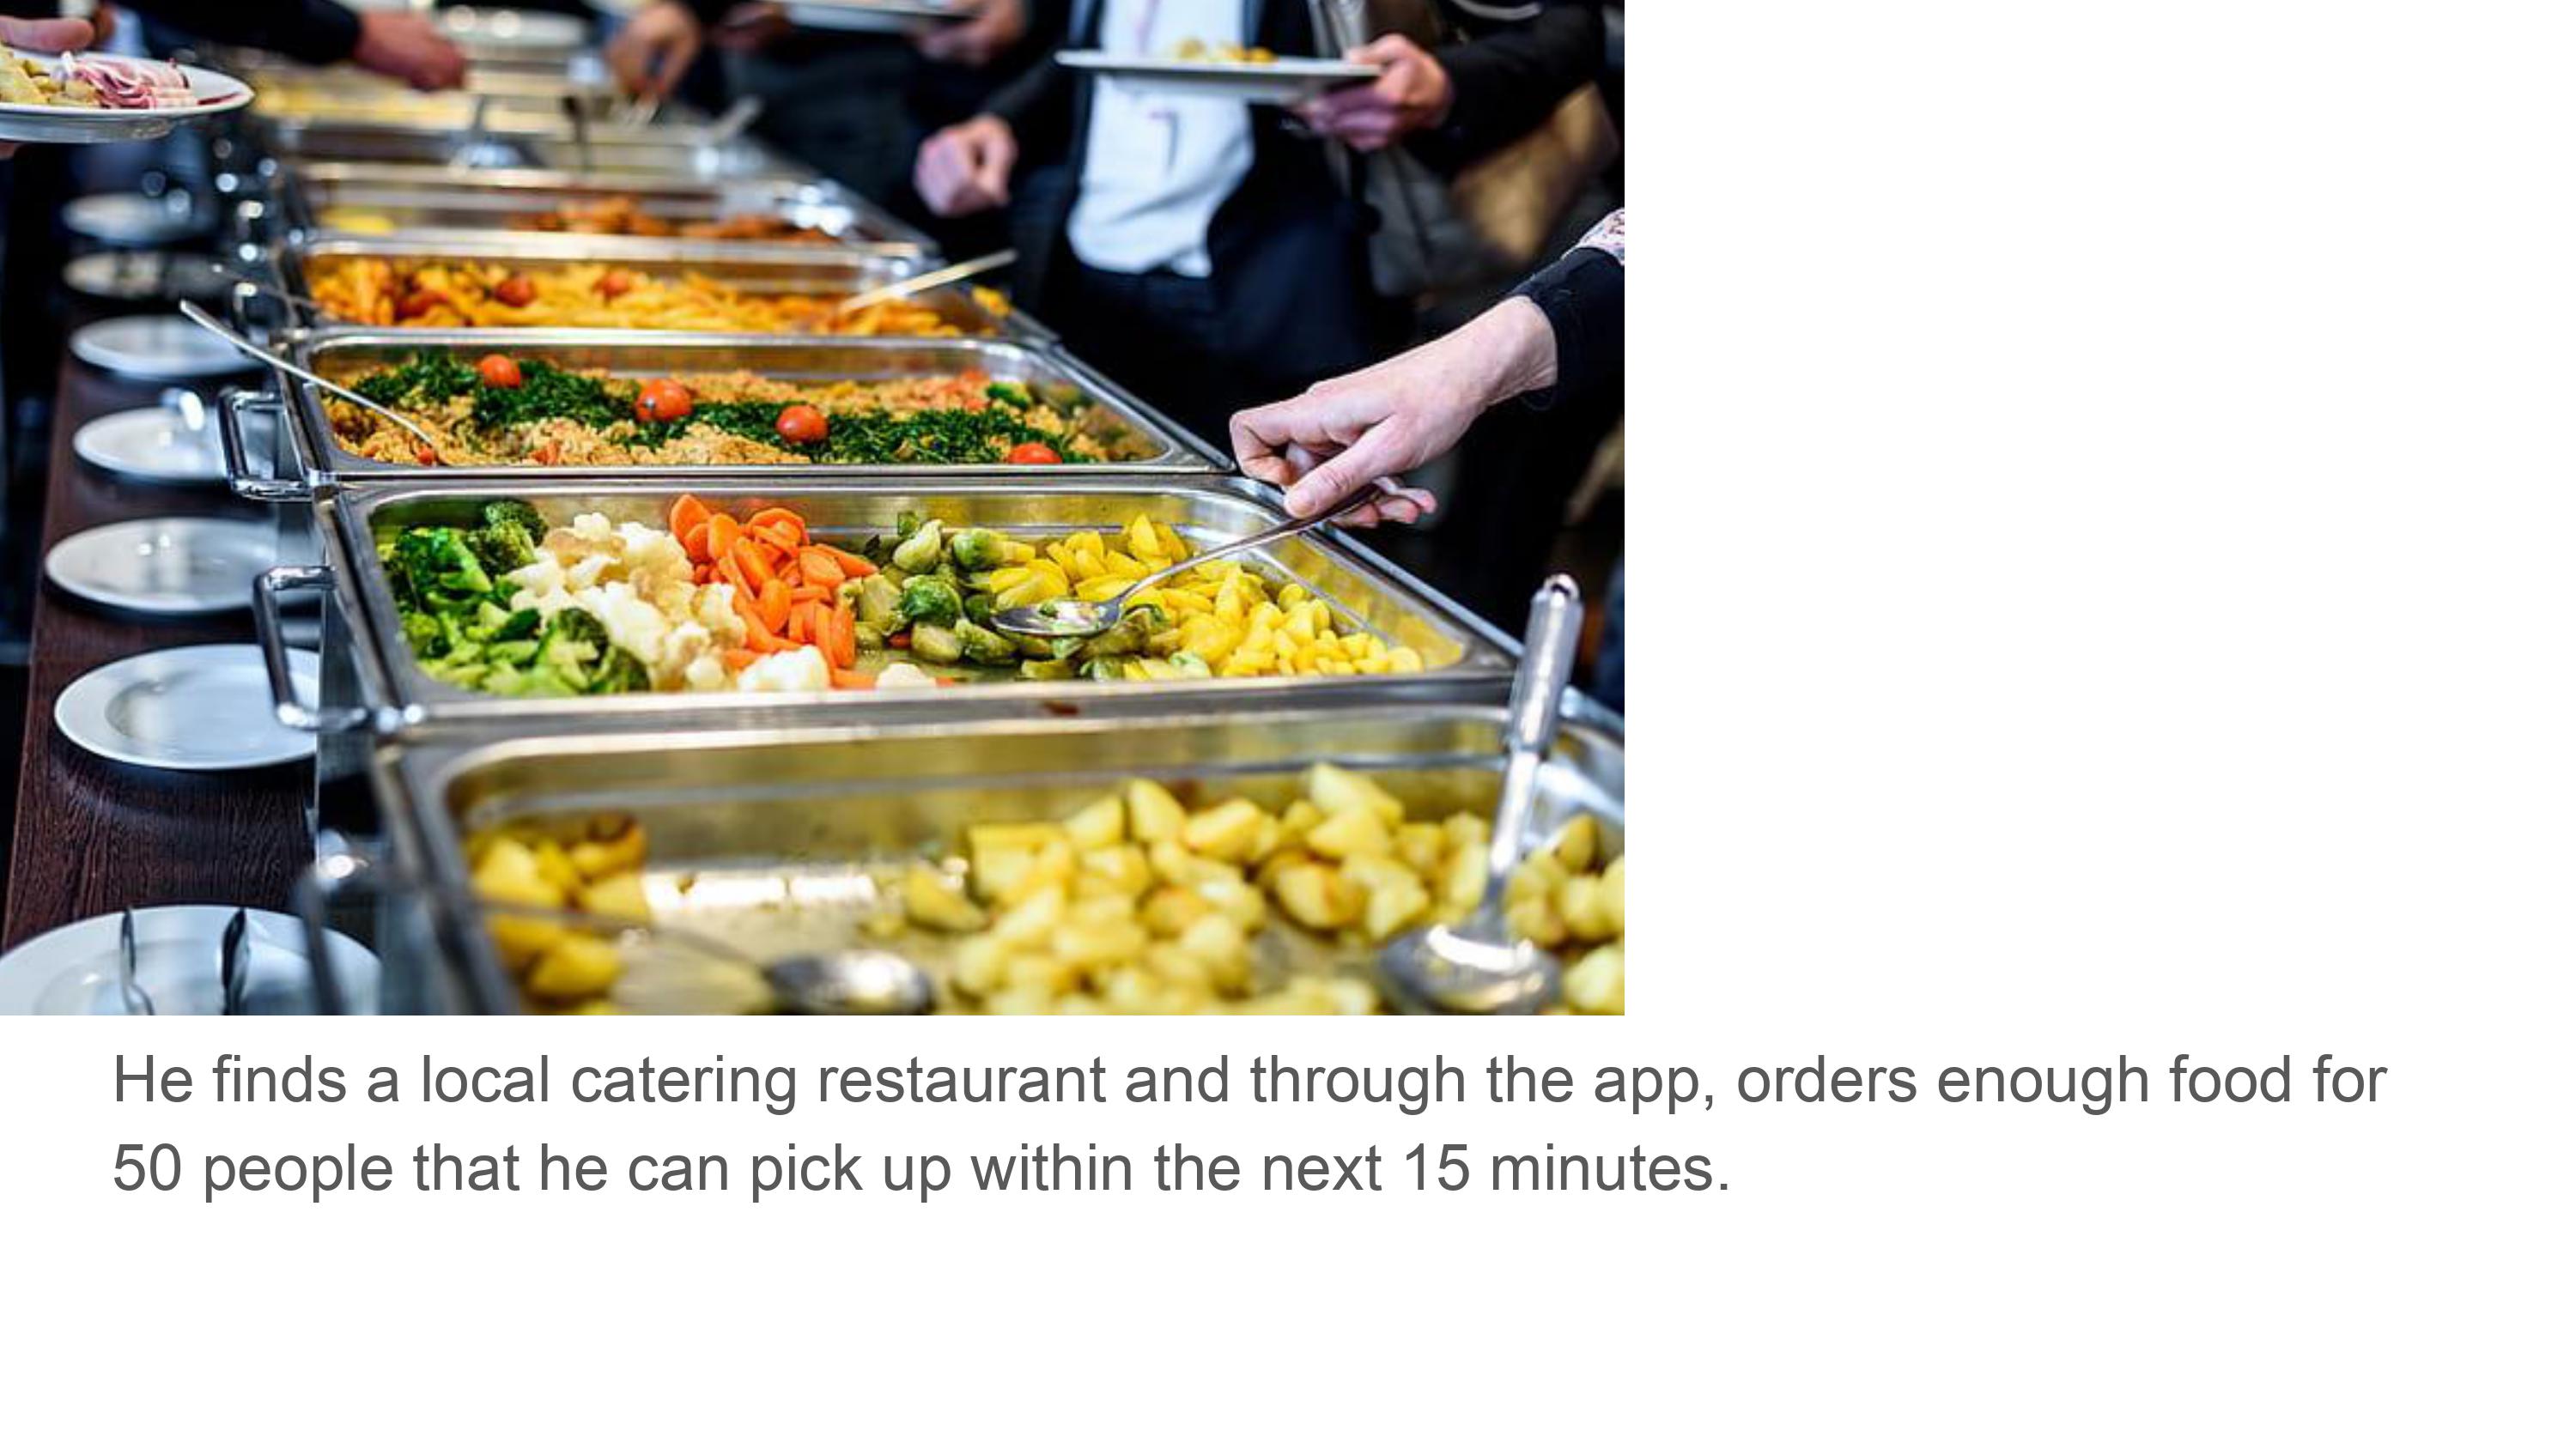 He finds a local catering restaurant and through the app, orders enough food for
50 people that he can pick up within the next 15 minutes.